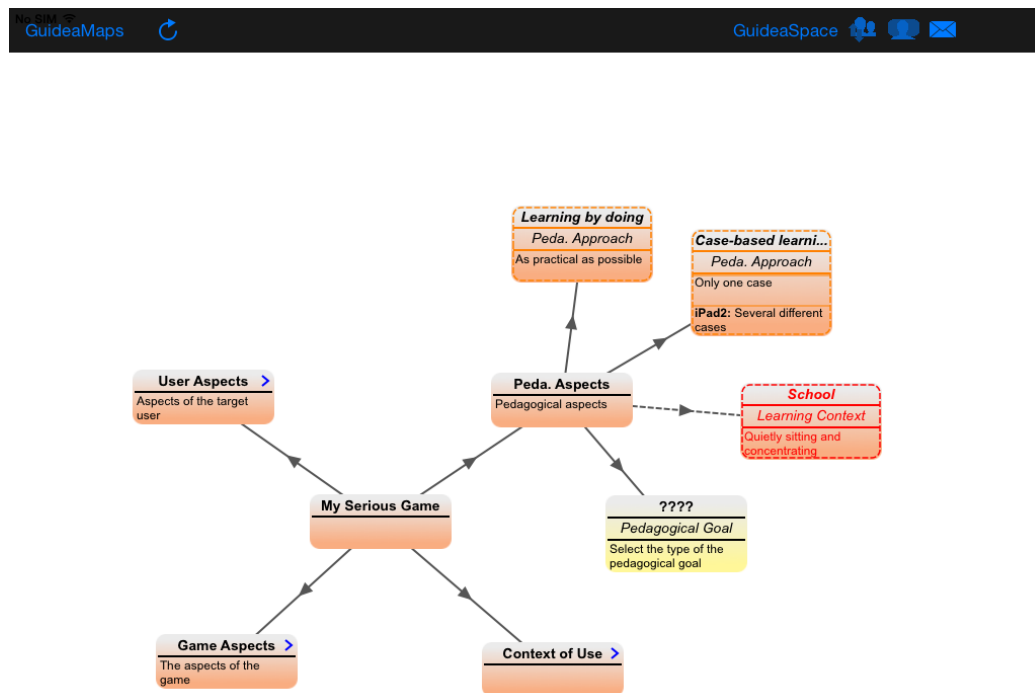 No SIM
GuideaMaps
GuideaSpace
Learning by doing
Peda. Approach
As practical as possible
Case-based learni...
Peda. Approach
Only one case
iPad2: Several different
cases
User Aspects >
Aspects of the target
user
Peda. Aspects
Pedagogical aspects
School
Learning Context
Quietly sitting and
concentrating
My Serious Game
????
Pedagogical Goal
Select the type of the
pedagogical goal
Game Aspects >
The aspects of the
game
Context of Use >